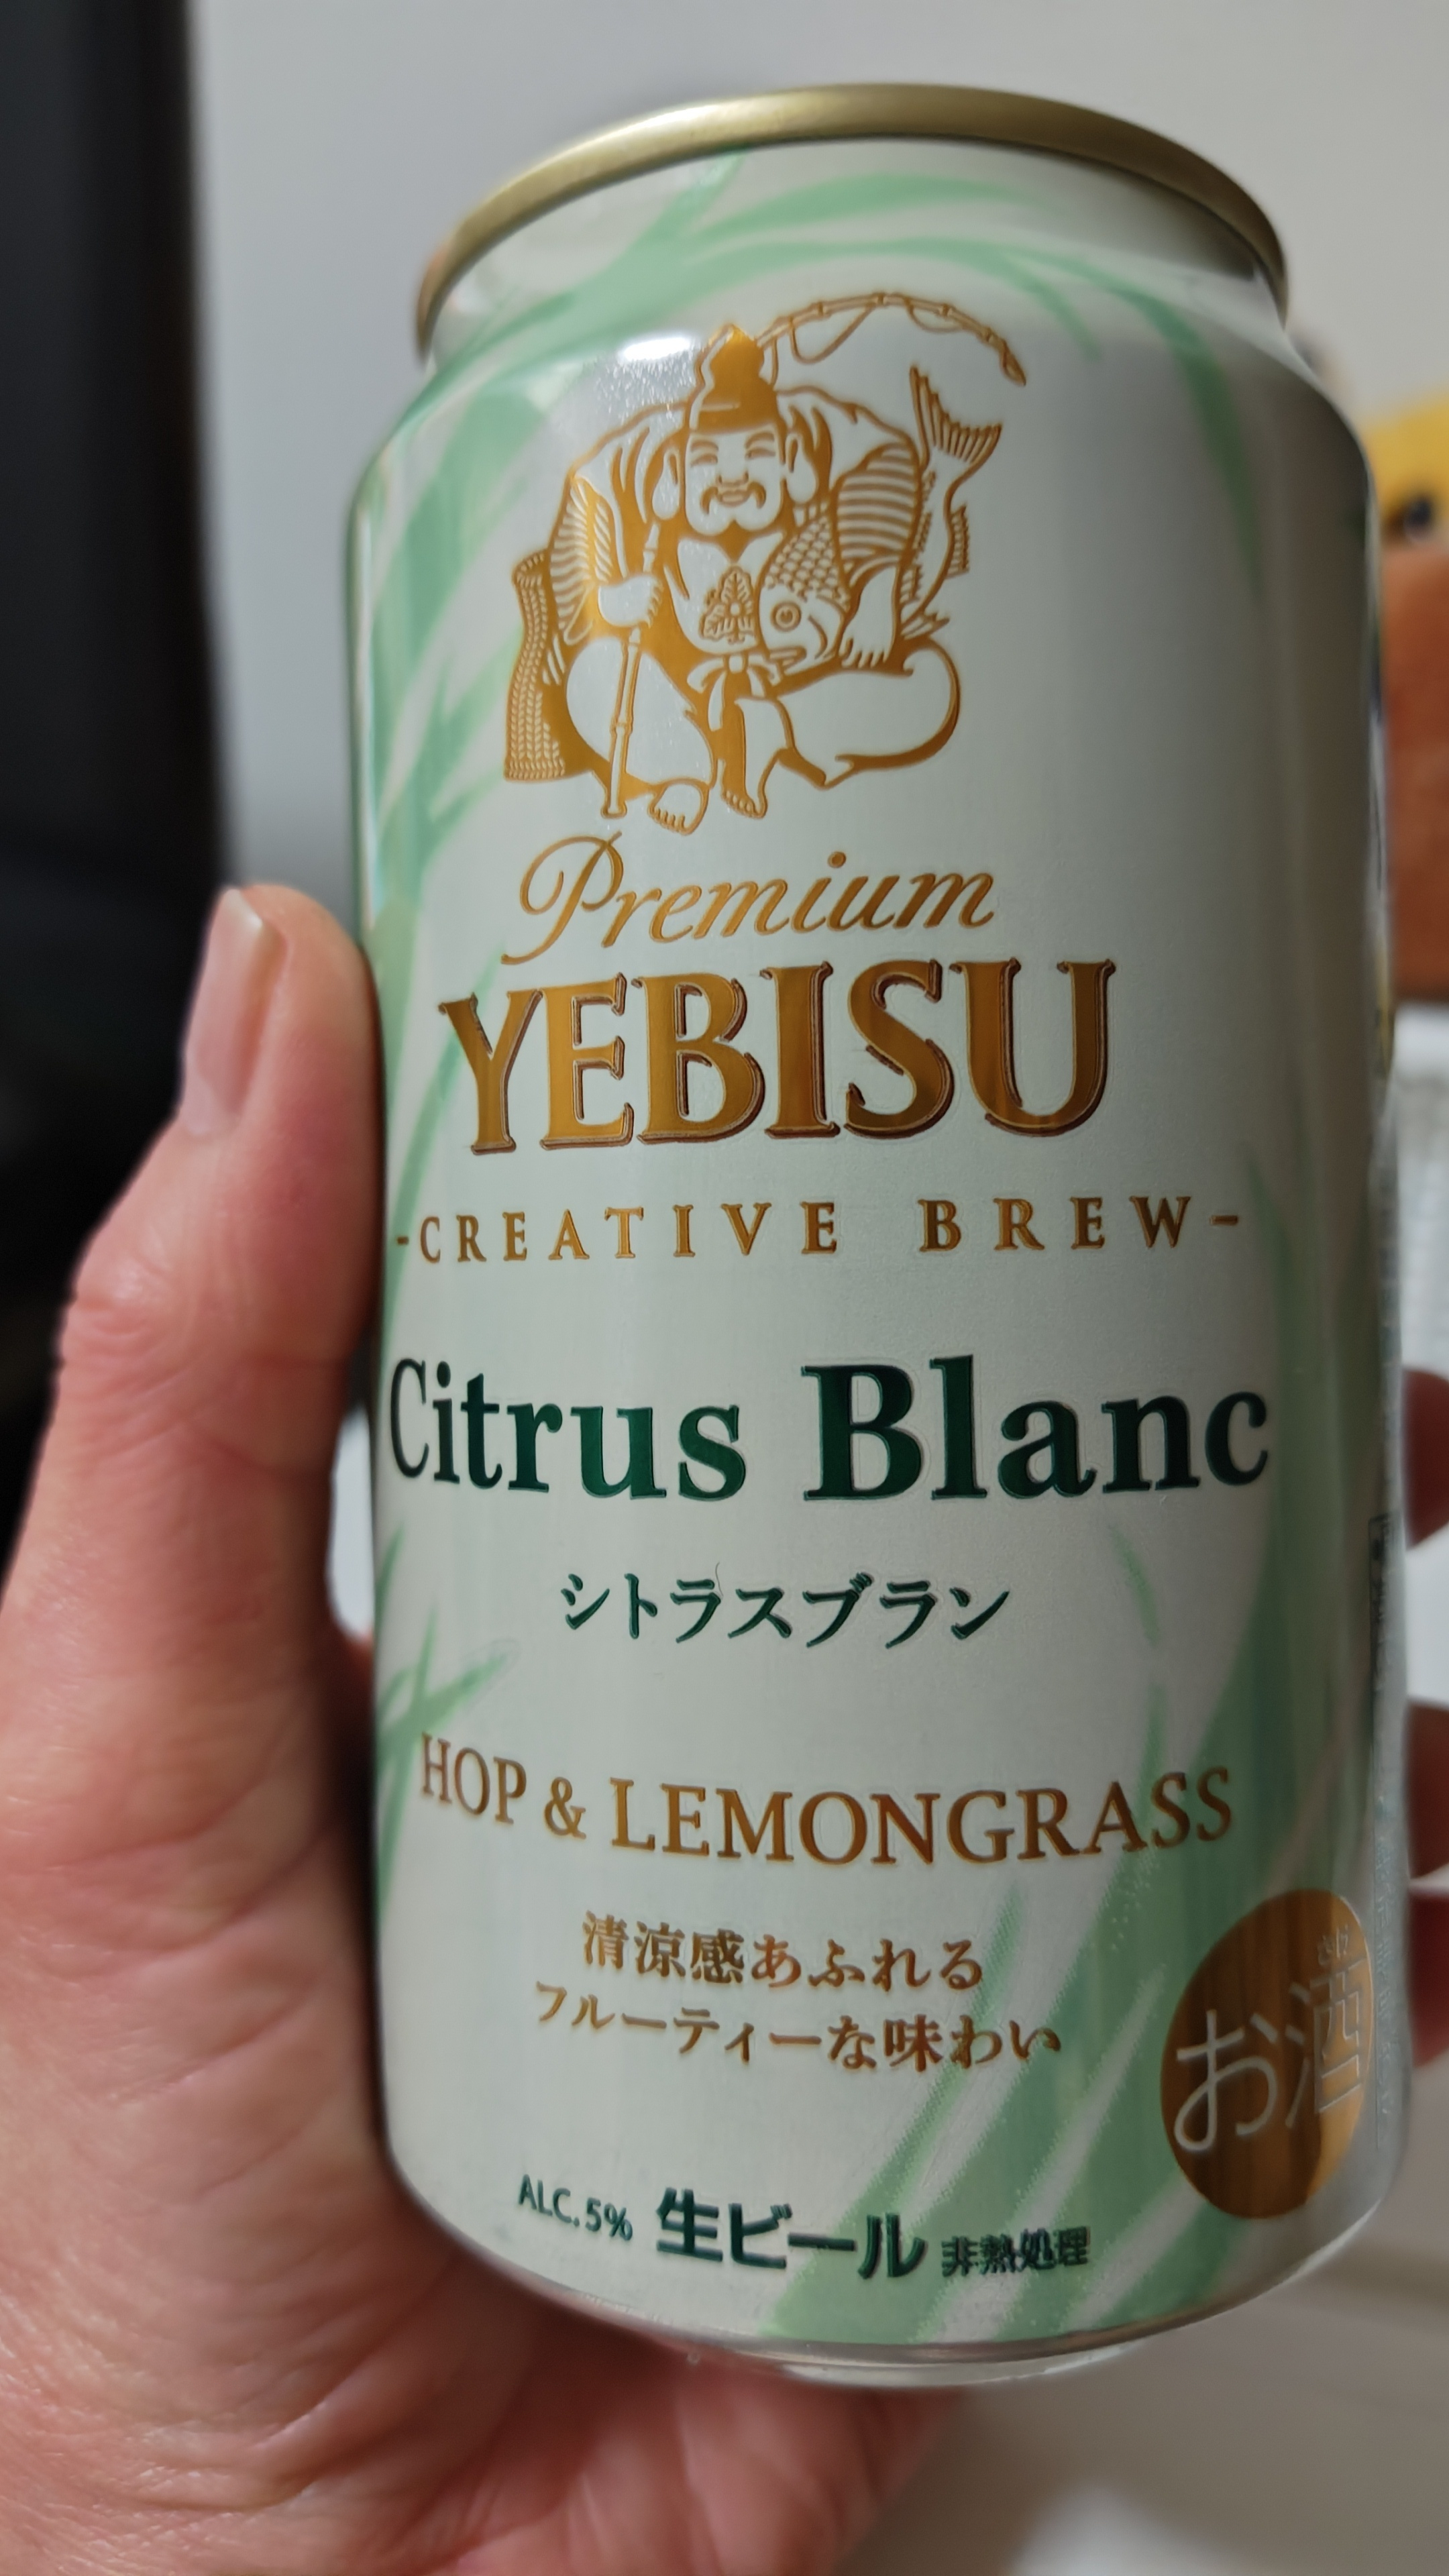 Premium
YEBISU
-CREATIVE BREW-
Citrus Blanc
シトラスブラン
HOP & LEMONGRASS
清涼感あふれる
フルーティーな味わい
さけ
お酒
ALC.5% 生ビール 非熱処理